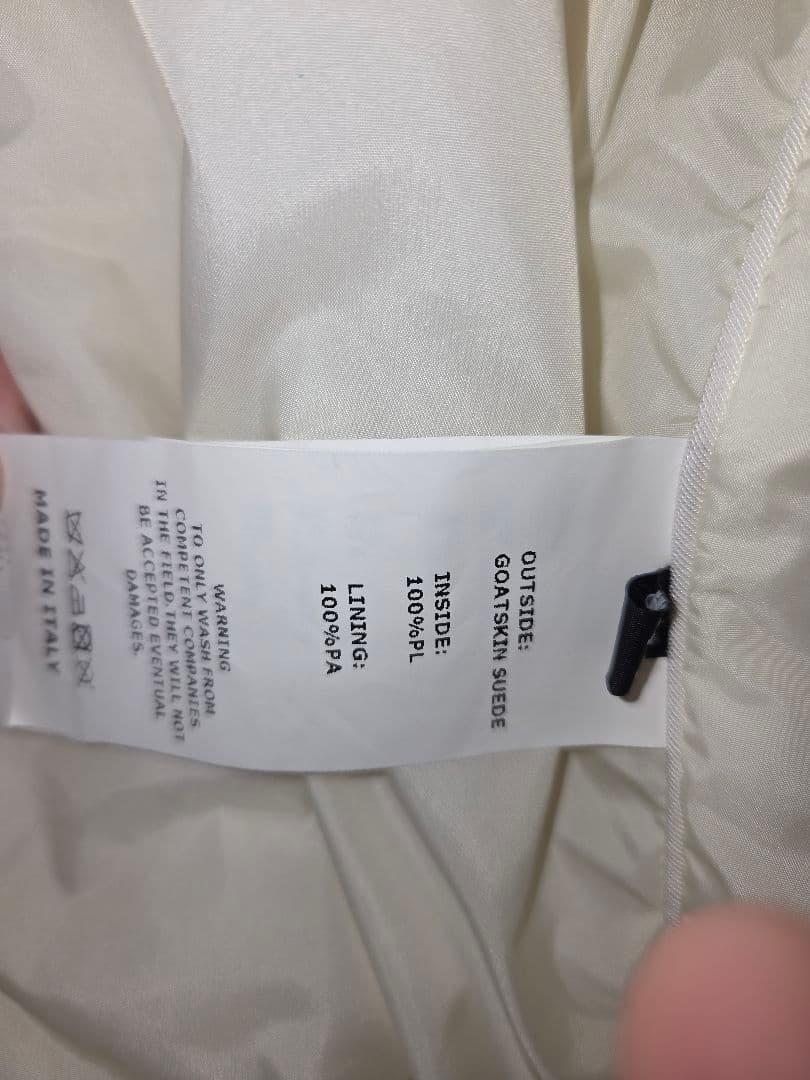 OUTSIDE:
GOATSKIN SUEDE
INSIDE:
100%PL
LINING:
100%PA
WARNING
TO ONLY WASH FROM
COMPETENT COMPANIES
IN THE FIELD.THEY WILL NOT
BE ACCEPTED EVENTUAL
DAMAGES.
MADE IN ITALY